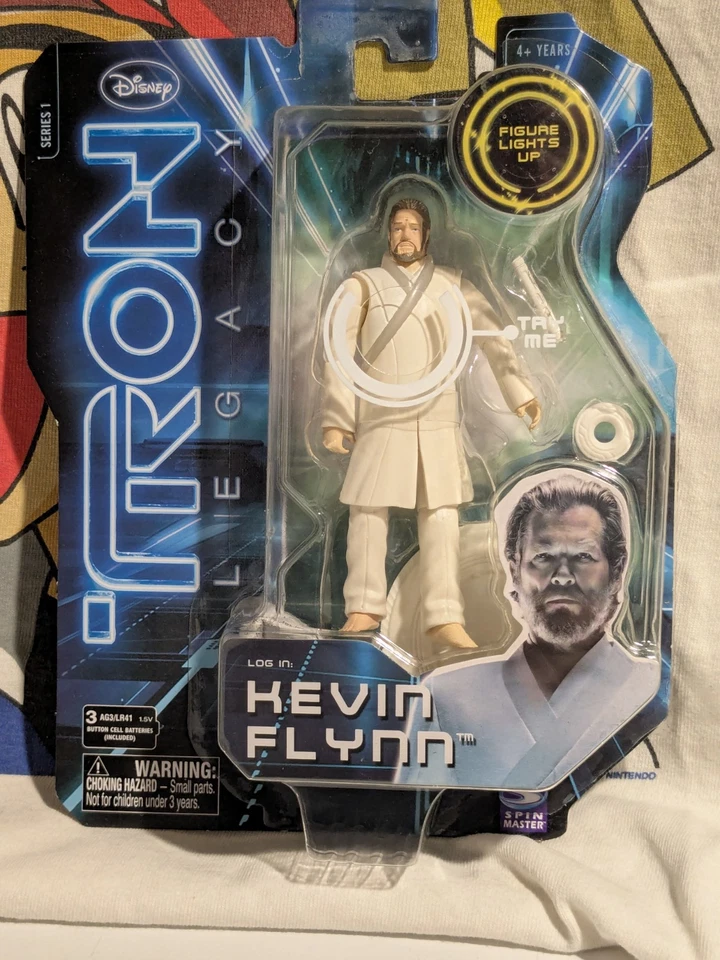 SERIES 1
Disney
TRON
LEGACY
4+ YEARS
FIGURE
LIGHTS
UP
TRY
ME
LOG IN:
KEVIN
FLYNN™
3 AG3/LR41 1.5V
BUTTON CELL BATTERIES
(INCLUDED)
WARNING:
CHOKING HAZARD – Small parts.
Not for children under 3 years.
SPIN
MASTER™
NINTENDO